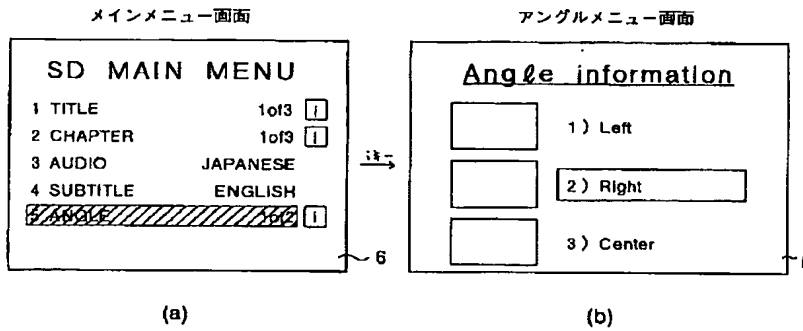 メインメニュー画面
SD MAIN MENU
1 TITLE 1of3 i
2 CHAPTER 1of3 i
3 AUDIO JAPANESE
4 SUBTITLE ENGLISH
5 ANGLE 1of2 i
6
(a)
アングルメニュー画面
Angle information
1) Left
2) Right
3) Center
(b)